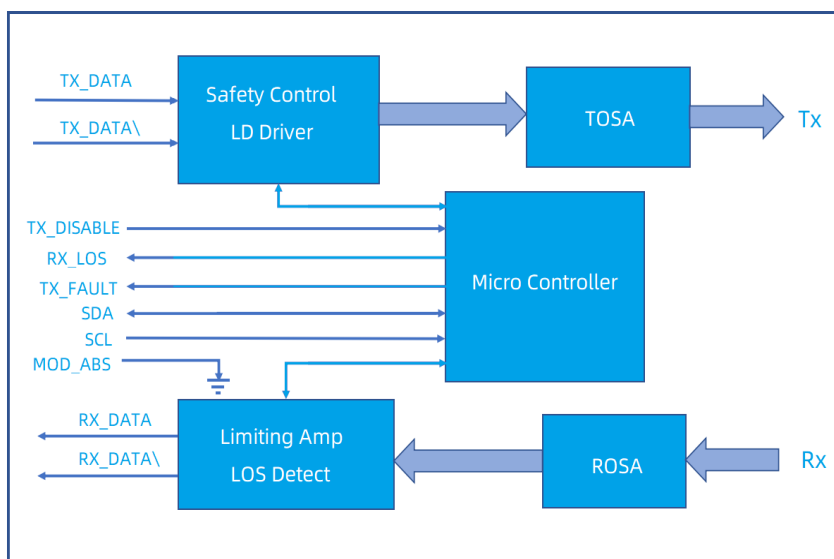 TX_DATA
TX_DATA\
Safety Control
LD Driver
TOSA
Tx
TX_DISABLE
RX_LOS
TX_FAULT
SDA
SCL
MOD_ABS
Micro Controller
RX_DATA
RX_DATA\
Limiting Amp
LOS Detect
ROSA
Rx